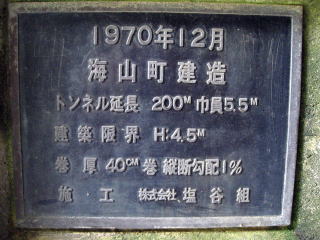 1970年12月
海山町建造
トンネル延長 200M 巾員5.5M
建築限界 H:4.5M
巻厚 40CM巻 縦断勾配1%
施・工 株式会社 塩谷組